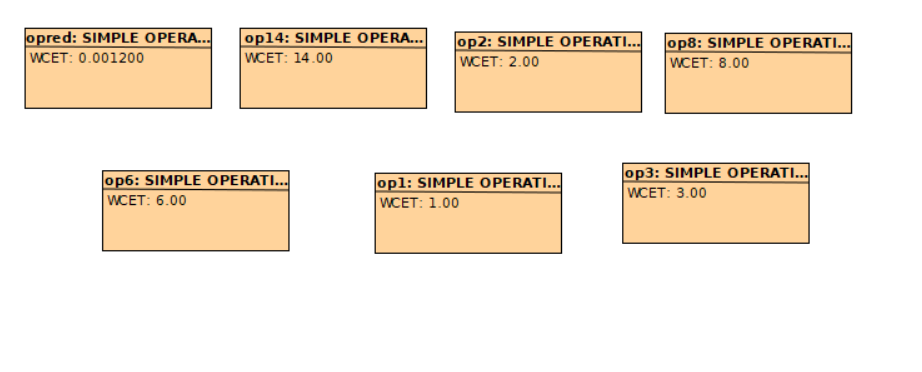 opred: SIMPLE OPERA...
WCET: 0.001200
op14: SIMPLE OPERA...
WCET: 14.00
op2: SIMPLE OPERATI...
WCET: 2.00
op8: SIMPLE OPERATI...
WCET: 8.00
op6: SIMPLE OPERATI...
WCET: 6.00
op1: SIMPLE OPERATI...
WCET: 1.00
op3: SIMPLE OPERATI...
WCET: 3.00